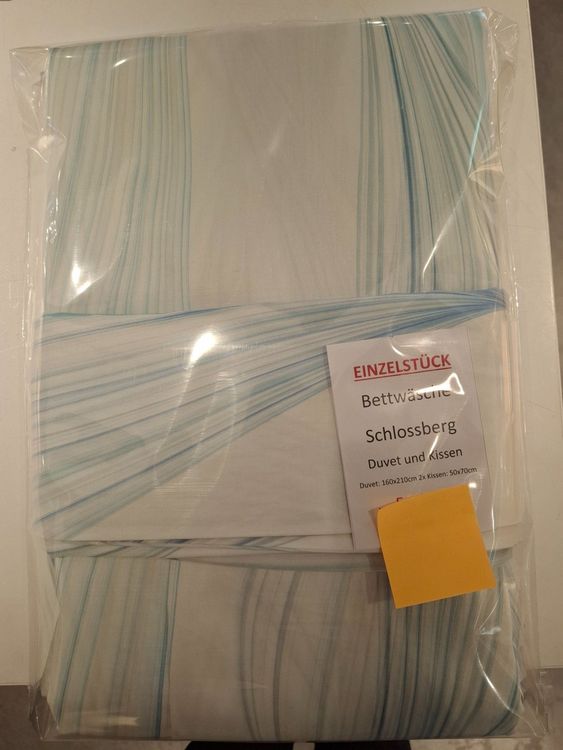 EINZELSTÜCK
Bettwäsche
Schlossberg
Duvet und Kissen
Duvet: 160x210cm 2x Kissen: 50x70cm